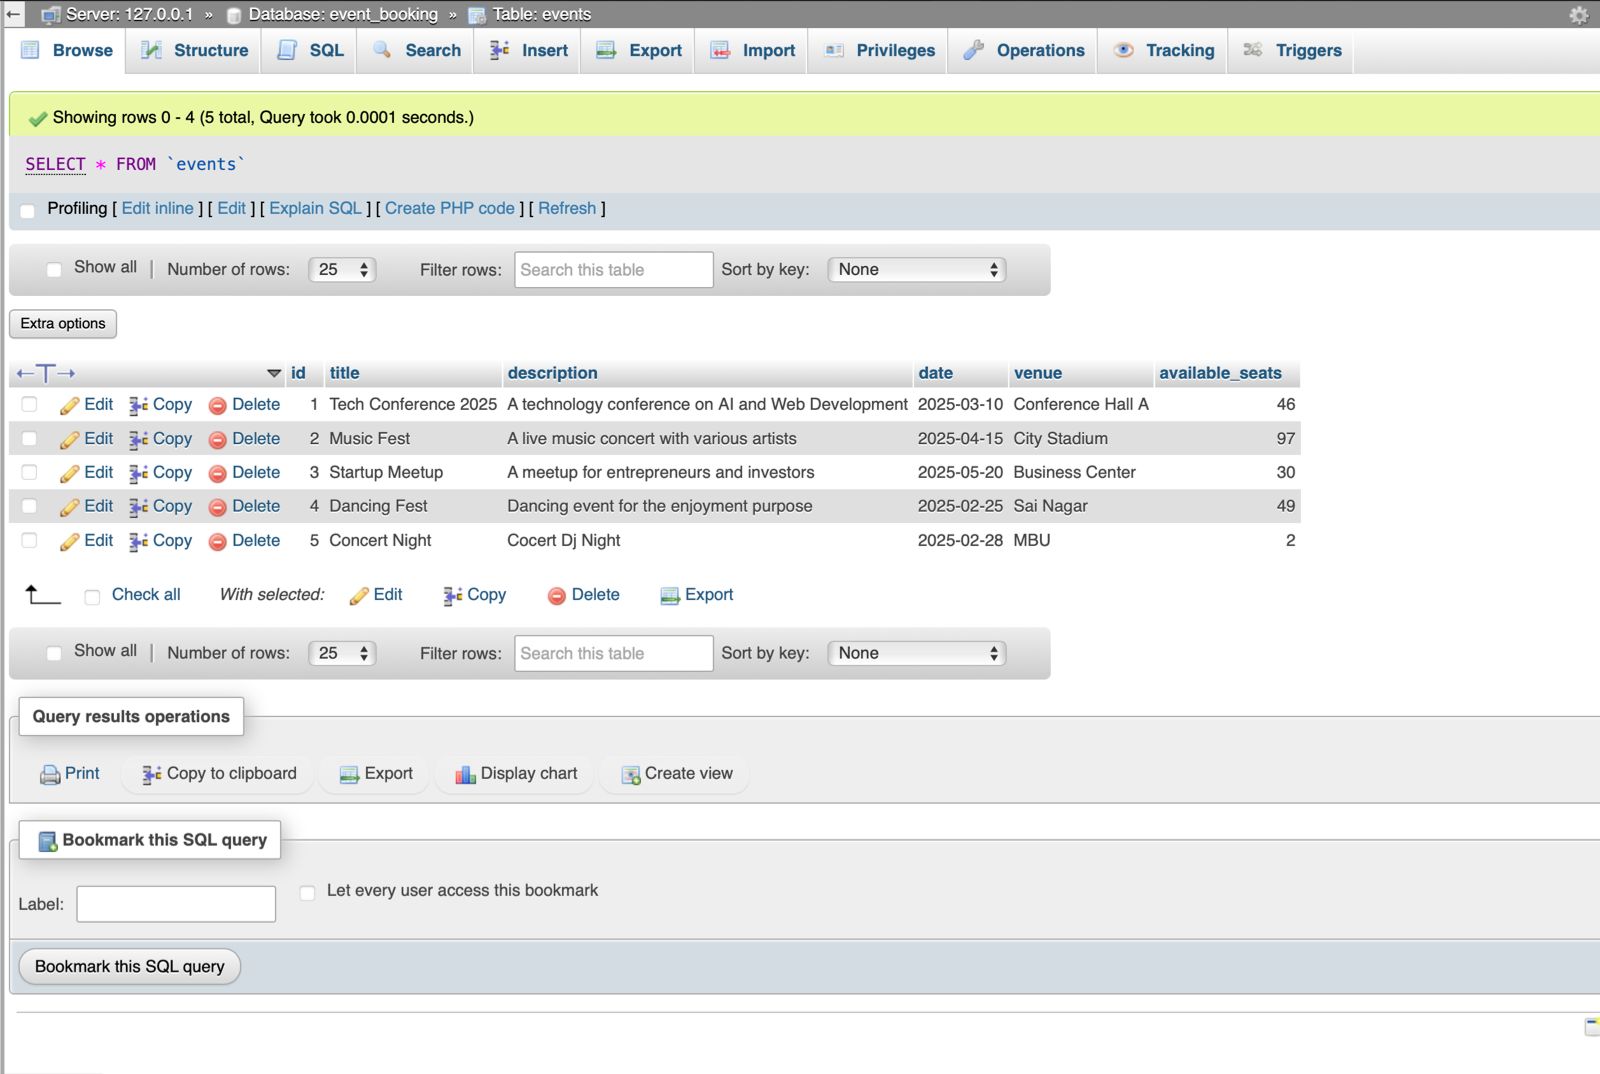 Server: 127.0.0.1 » Database: event_booking » Table: events
Browse Structure SQL Search Insert Export Import Privileges Operations Tracking Triggers
Showing rows 0 - 4 (5 total, Query took 0.0001 seconds.)
SELECT * FROM `events`
Profiling [ Edit inline ] [ Edit ] [ Explain SQL ] [ Create PHP code ] [ Refresh ]
Show all | Number of rows: 25 Filter rows: Search this table Sort by key: None
Extra options
id title description date venue available_seats
Edit Copy Delete 1 Tech Conference 2025 A technology conference on AI and Web Development 2025-03-10 Conference Hall A 46
Edit Copy Delete 2 Music Fest A live music concert with various artists 2025-04-15 City Stadium 97
Edit Copy Delete 3 Startup Meetup A meetup for entrepreneurs and investors 2025-05-20 Business Center 30
Edit Copy Delete 4 Dancing Fest Dancing event for the enjoyment purpose 2025-02-25 Sai Nagar 49
Edit Copy Delete 5 Concert Night Cocert Dj Night 2025-02-28 MBU 2
Check all With selected: Edit Copy Delete Export
Show all | Number of rows: 25 Filter rows: Search this table Sort by key: None
Query results operations
Print Copy to clipboard Export Display chart Create view
Bookmark this SQL query
Label: Let every user access this bookmark
Bookmark this SQL query